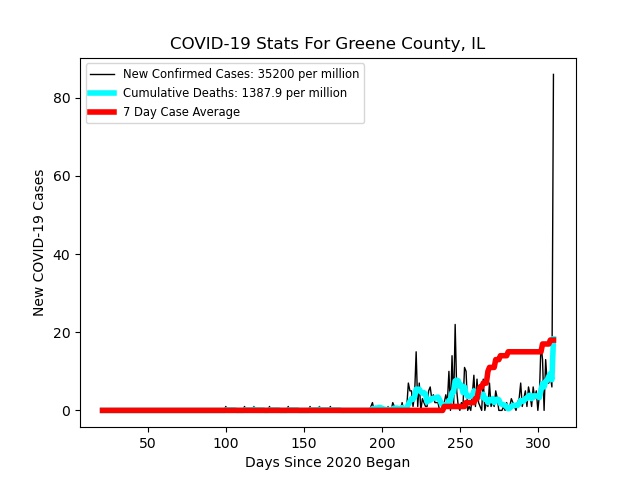 COVID-19 Stats For Greene County, IL
New Confirmed Cases: 35200 per million
Cumulative Deaths: 1387.9 per million
7 Day Case Average
80
60
40
20
0
New COVID-19 Cases
50 100 150 200 250 300
Days Since 2020 Began